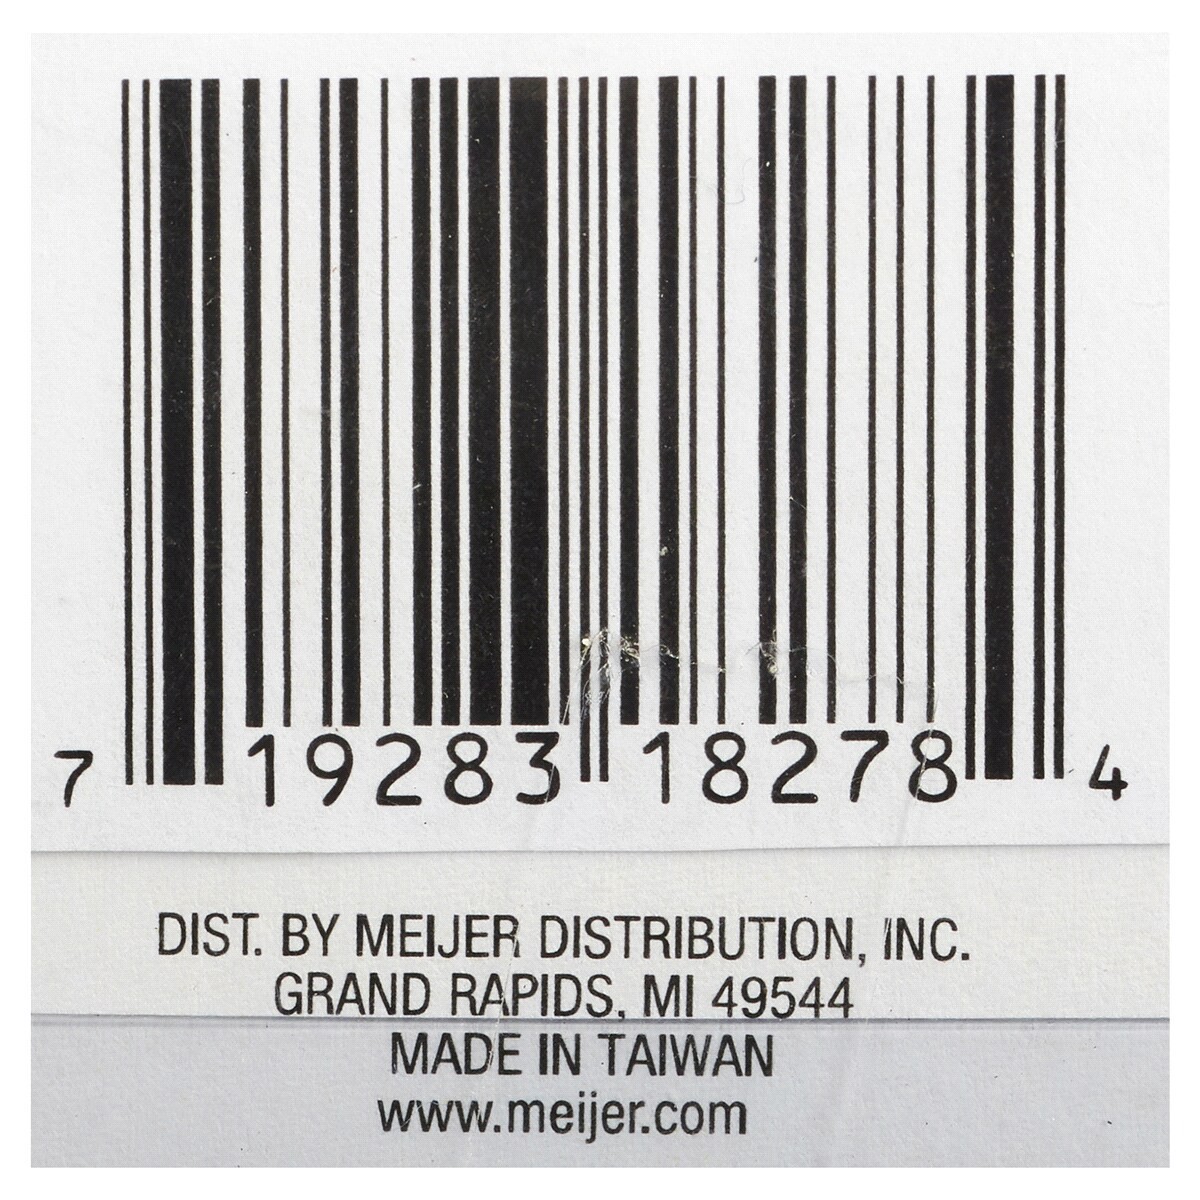 7 19283 18278 4
DIST. BY MEIJER DISTRIBUTION, INC.
GRAND RAPIDS, MI 49544
MADE IN TAIWAN
www.meijer.com